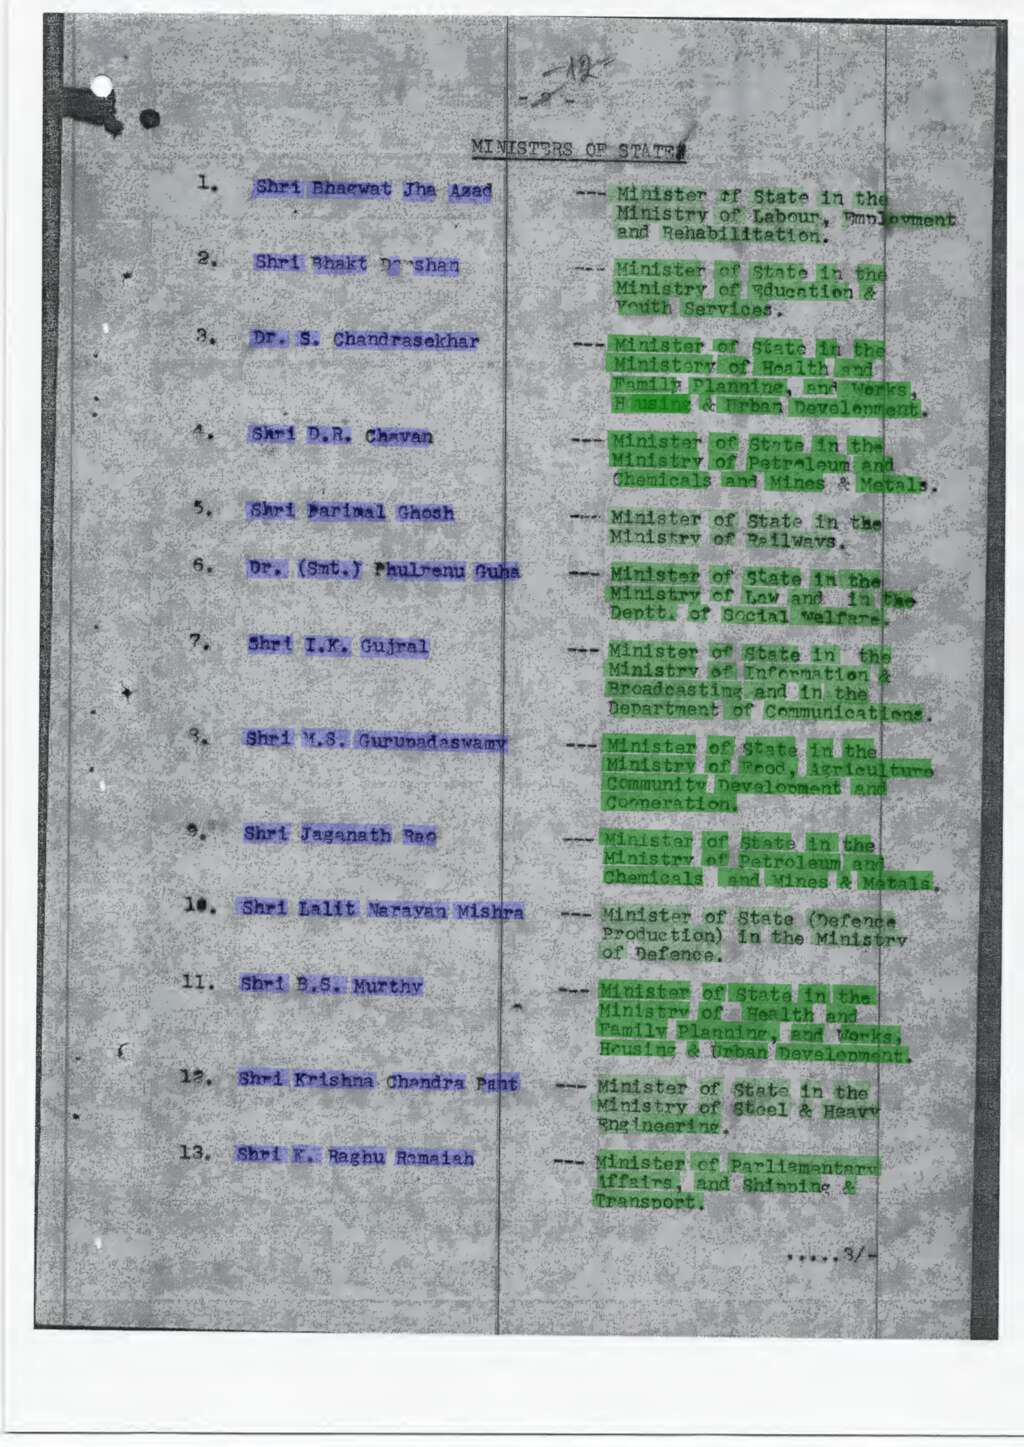 -12-
- 2 -
MINISTERS OF STATE
1. Shri Bhagwat Jha Azad --- Minister of State in the
Ministry of Labour, Employment
and Rehabilitation.
2. Shri Bhakt Darshan --- Minister of State in the
Ministry of Education &
Youth Services.
3. Dr. S. Chandrasekhar --- Minister of State in the
Ministery of Health and
Family Planning, and Works,
Housing & Urban Development.
4. Shri D.R. Chavan --- Minister of State in the
Ministry of Petroleum and
Chemicals and Mines & Metals.
5. Shri Parimal Ghosh --- Minister of State in the
Ministry of Railways.
6. Dr. (Smt.) Phulrenu Guha --- Minister of State in the
Ministry of Law and in the
Deptt. of Social Welfare.
7. Shri I.K. Gujral --- Minister of State in the
Ministry of Information &
Broadcasting and in the
Department of Communications.
8. Shri M.S. Gurupadaswamy --- Minister of State in the
Ministry of Food, Agriculture
Community Development and
Cooperation.
9. Shri Jaganath Rao --- Minister of State in the
Ministry of Petroleum and
Chemicals and Mines & Metals.
10. Shri Lalit Narayan Mishra --- Minister of State (Defence
Production) in the Ministry
of Defence.
11. Shri B.S. Murthy --- Minister of State in the
Ministry of Health and
Family Planning, and Works,
Housing & Urban Development.
12. Shri Krishna Chandra Pant --- Minister of State in the
Ministry of Steel & Heavy
Engineering.
13. Shri K. Raghu Ramaiah --- Minister of Parliamentary
Affairs, and Shipping &
Transport.
.....3/-